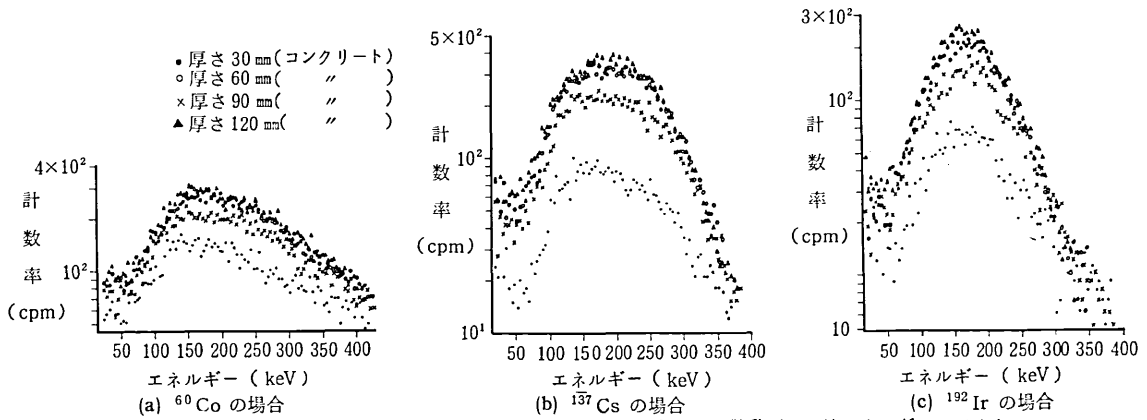 • 厚さ 30 mm(コンクリート)
○ 厚さ 60 mm( 〃 )
× 厚さ 90 mm( 〃 )
▲ 厚さ 120 mm( 〃 )
4×10²
10²
計数率
(cpm)
50 100 150 200 250 300 350 400
エネルギー ( keV)
(a) ⁶⁰Co の場合
5×10²
10²
10¹
計数率
(cpm)
50 100 150 200 250 300 350 400
エネルギー ( keV)
(b) ¹³⁷Cs の場合
3×10²
10²
10
計数率
(cpm)
50 100 150 200 250 300 350 400
エネルギー ( keV)
(c) ¹⁹²Ir の場合